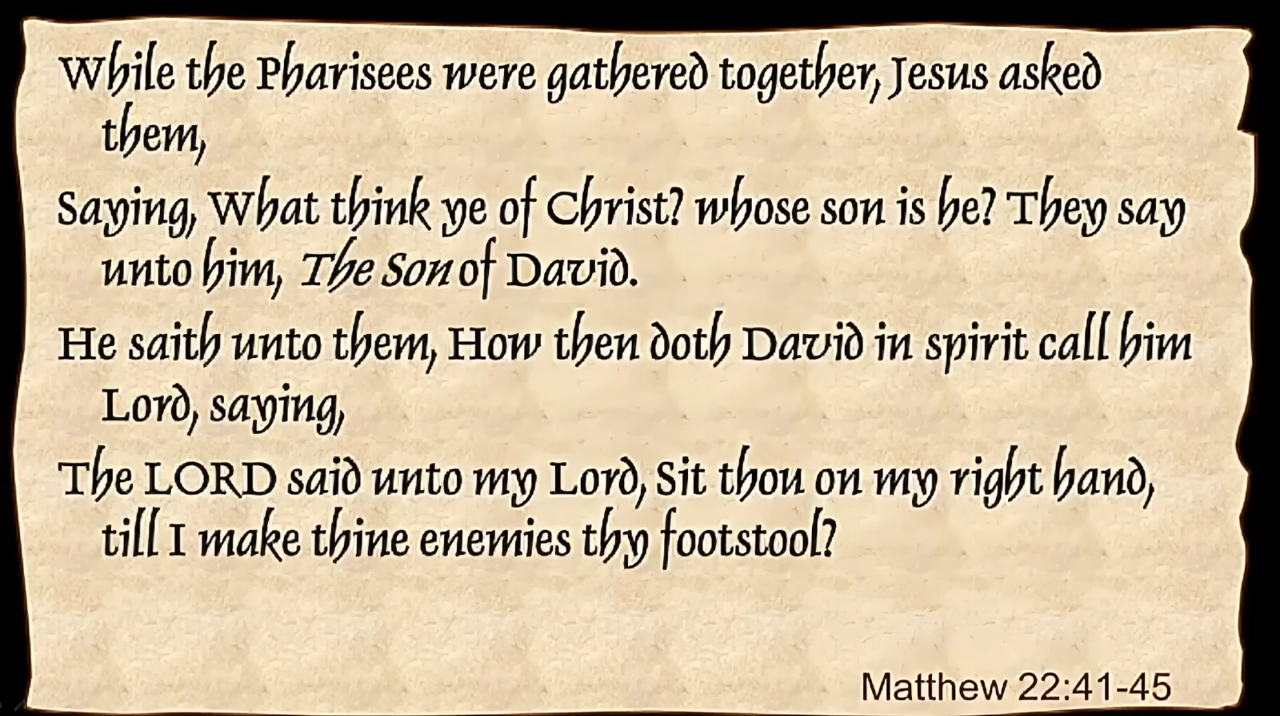 While the Pharisees were gathered together, Jesus asked
them,
Saying, What think ye of Christ? whose son is he? They say
unto him, The Son of David.
He saith unto them, How then doth David in spirit call him
Lord, saying,
The LORD said unto my Lord, Sit thou on my right hand,
till I make thine enemies thy footstool?
Matthew 22:41-45